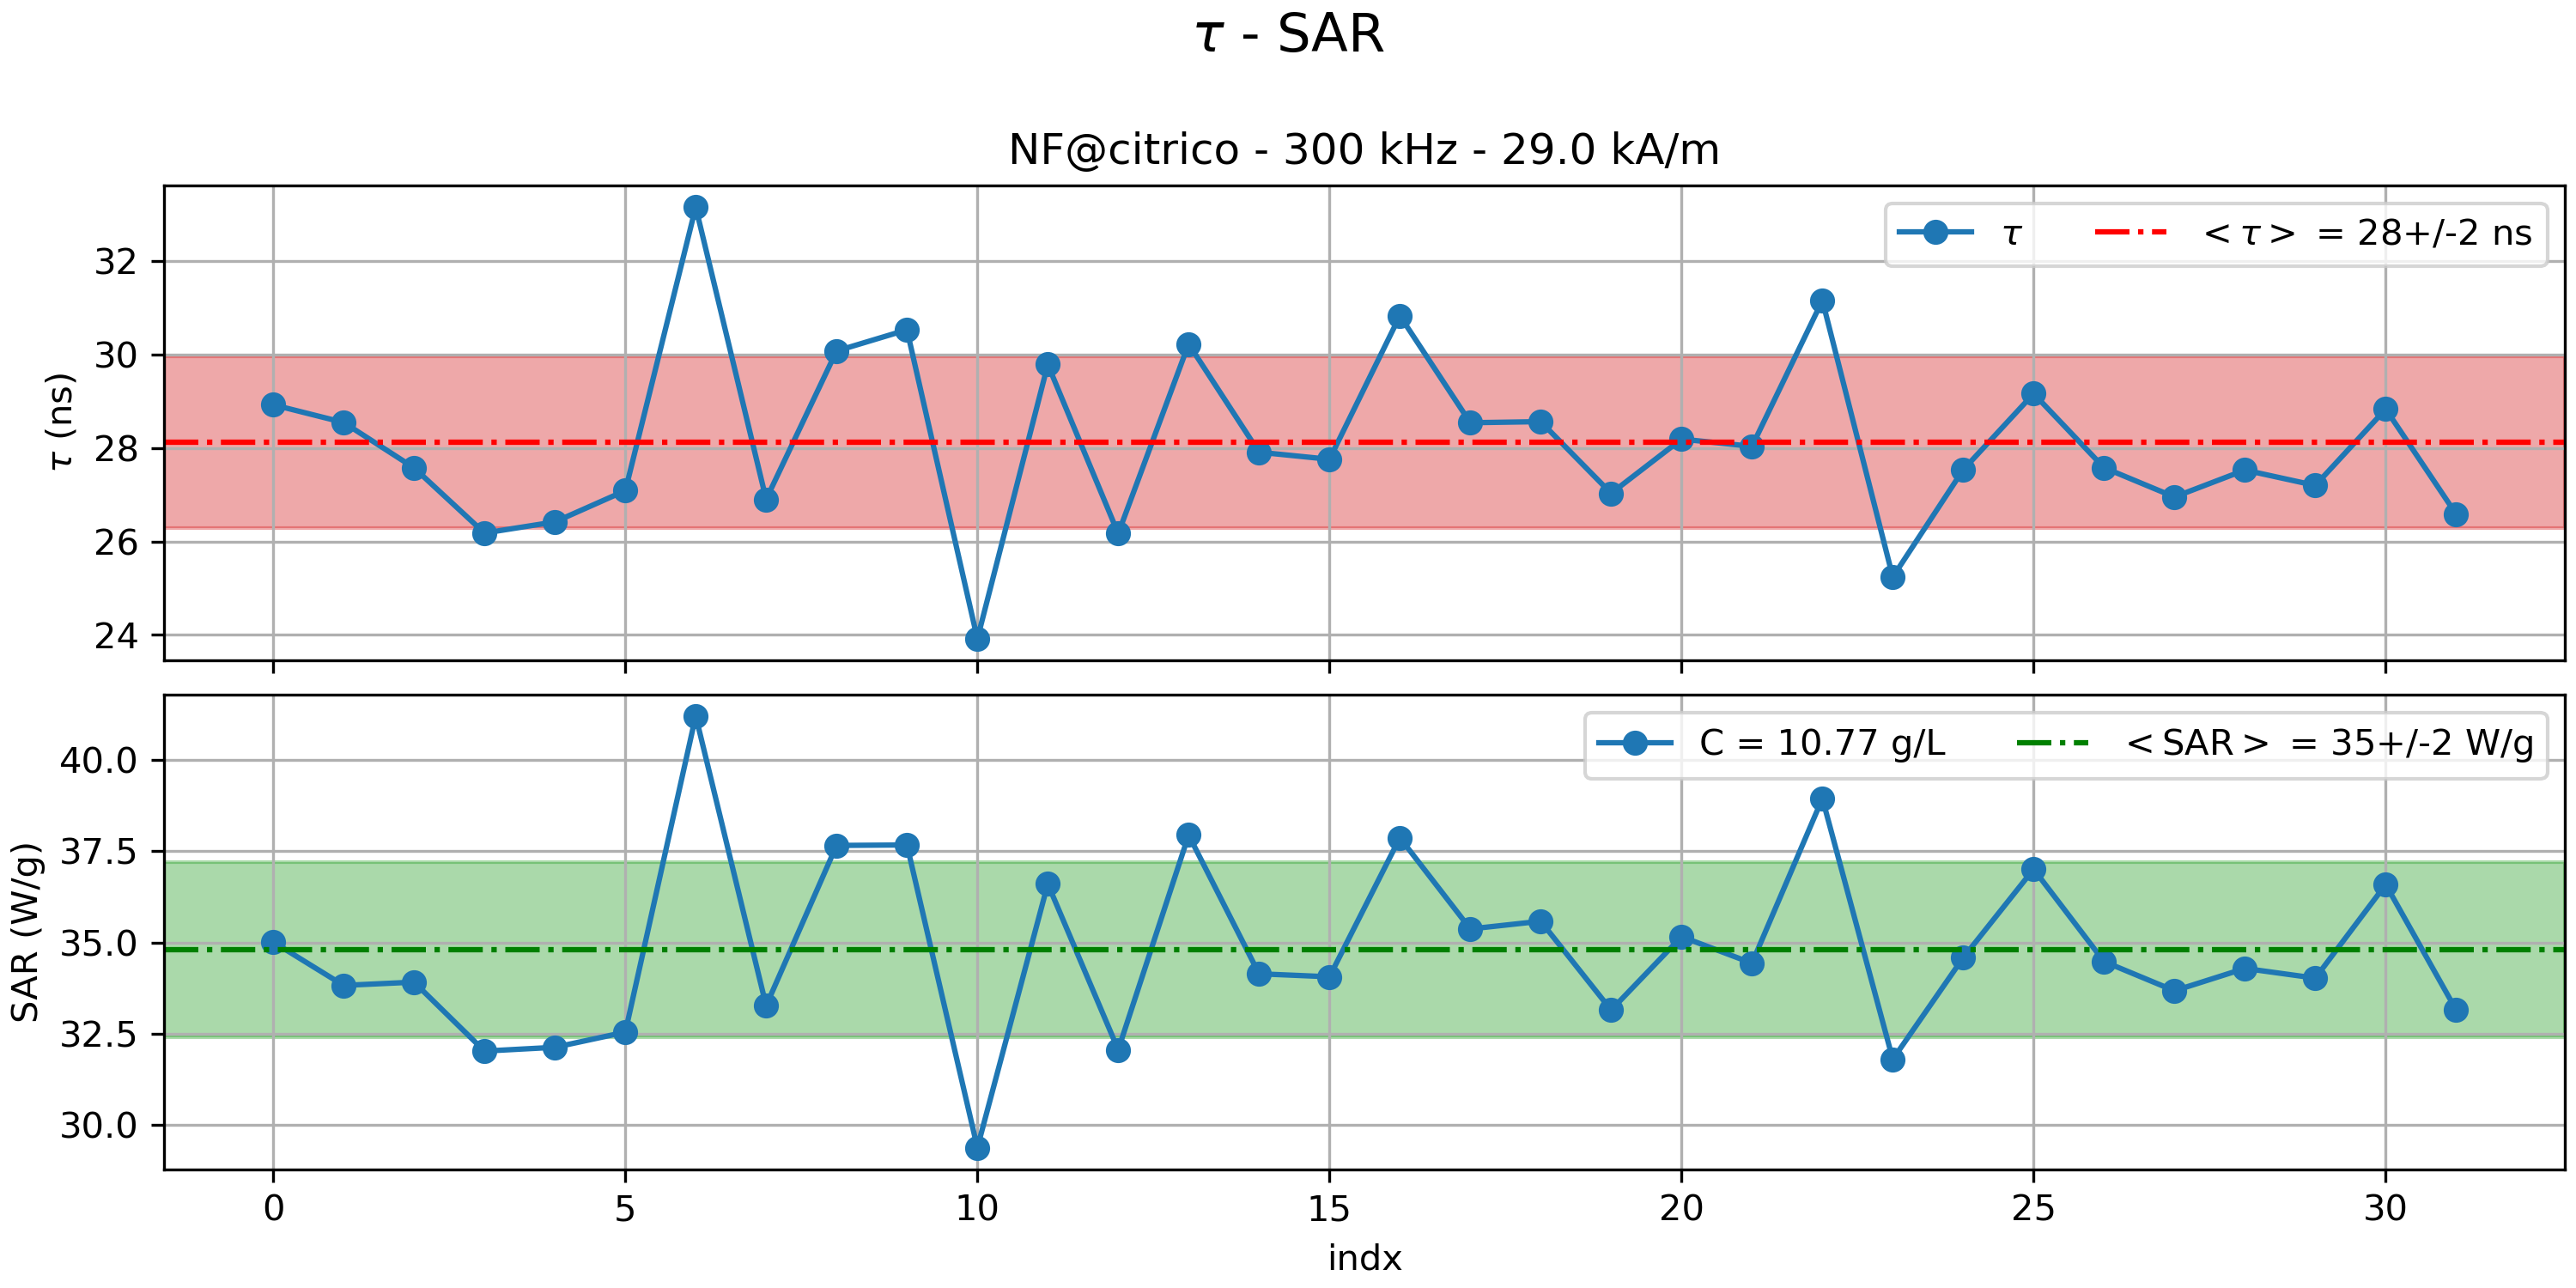 τ - SAR
NF@citrico - 300 kHz - 29.0 kA/m
τ <τ> = 28+/-2 ns
τ (ns)
32
30
28
26
24
C = 10.77 g/L <SAR> = 35+/-2 W/g
SAR (W/g)
40.0
37.5
35.0
32.5
30.0
0 5 10 15 20 25 30
indx